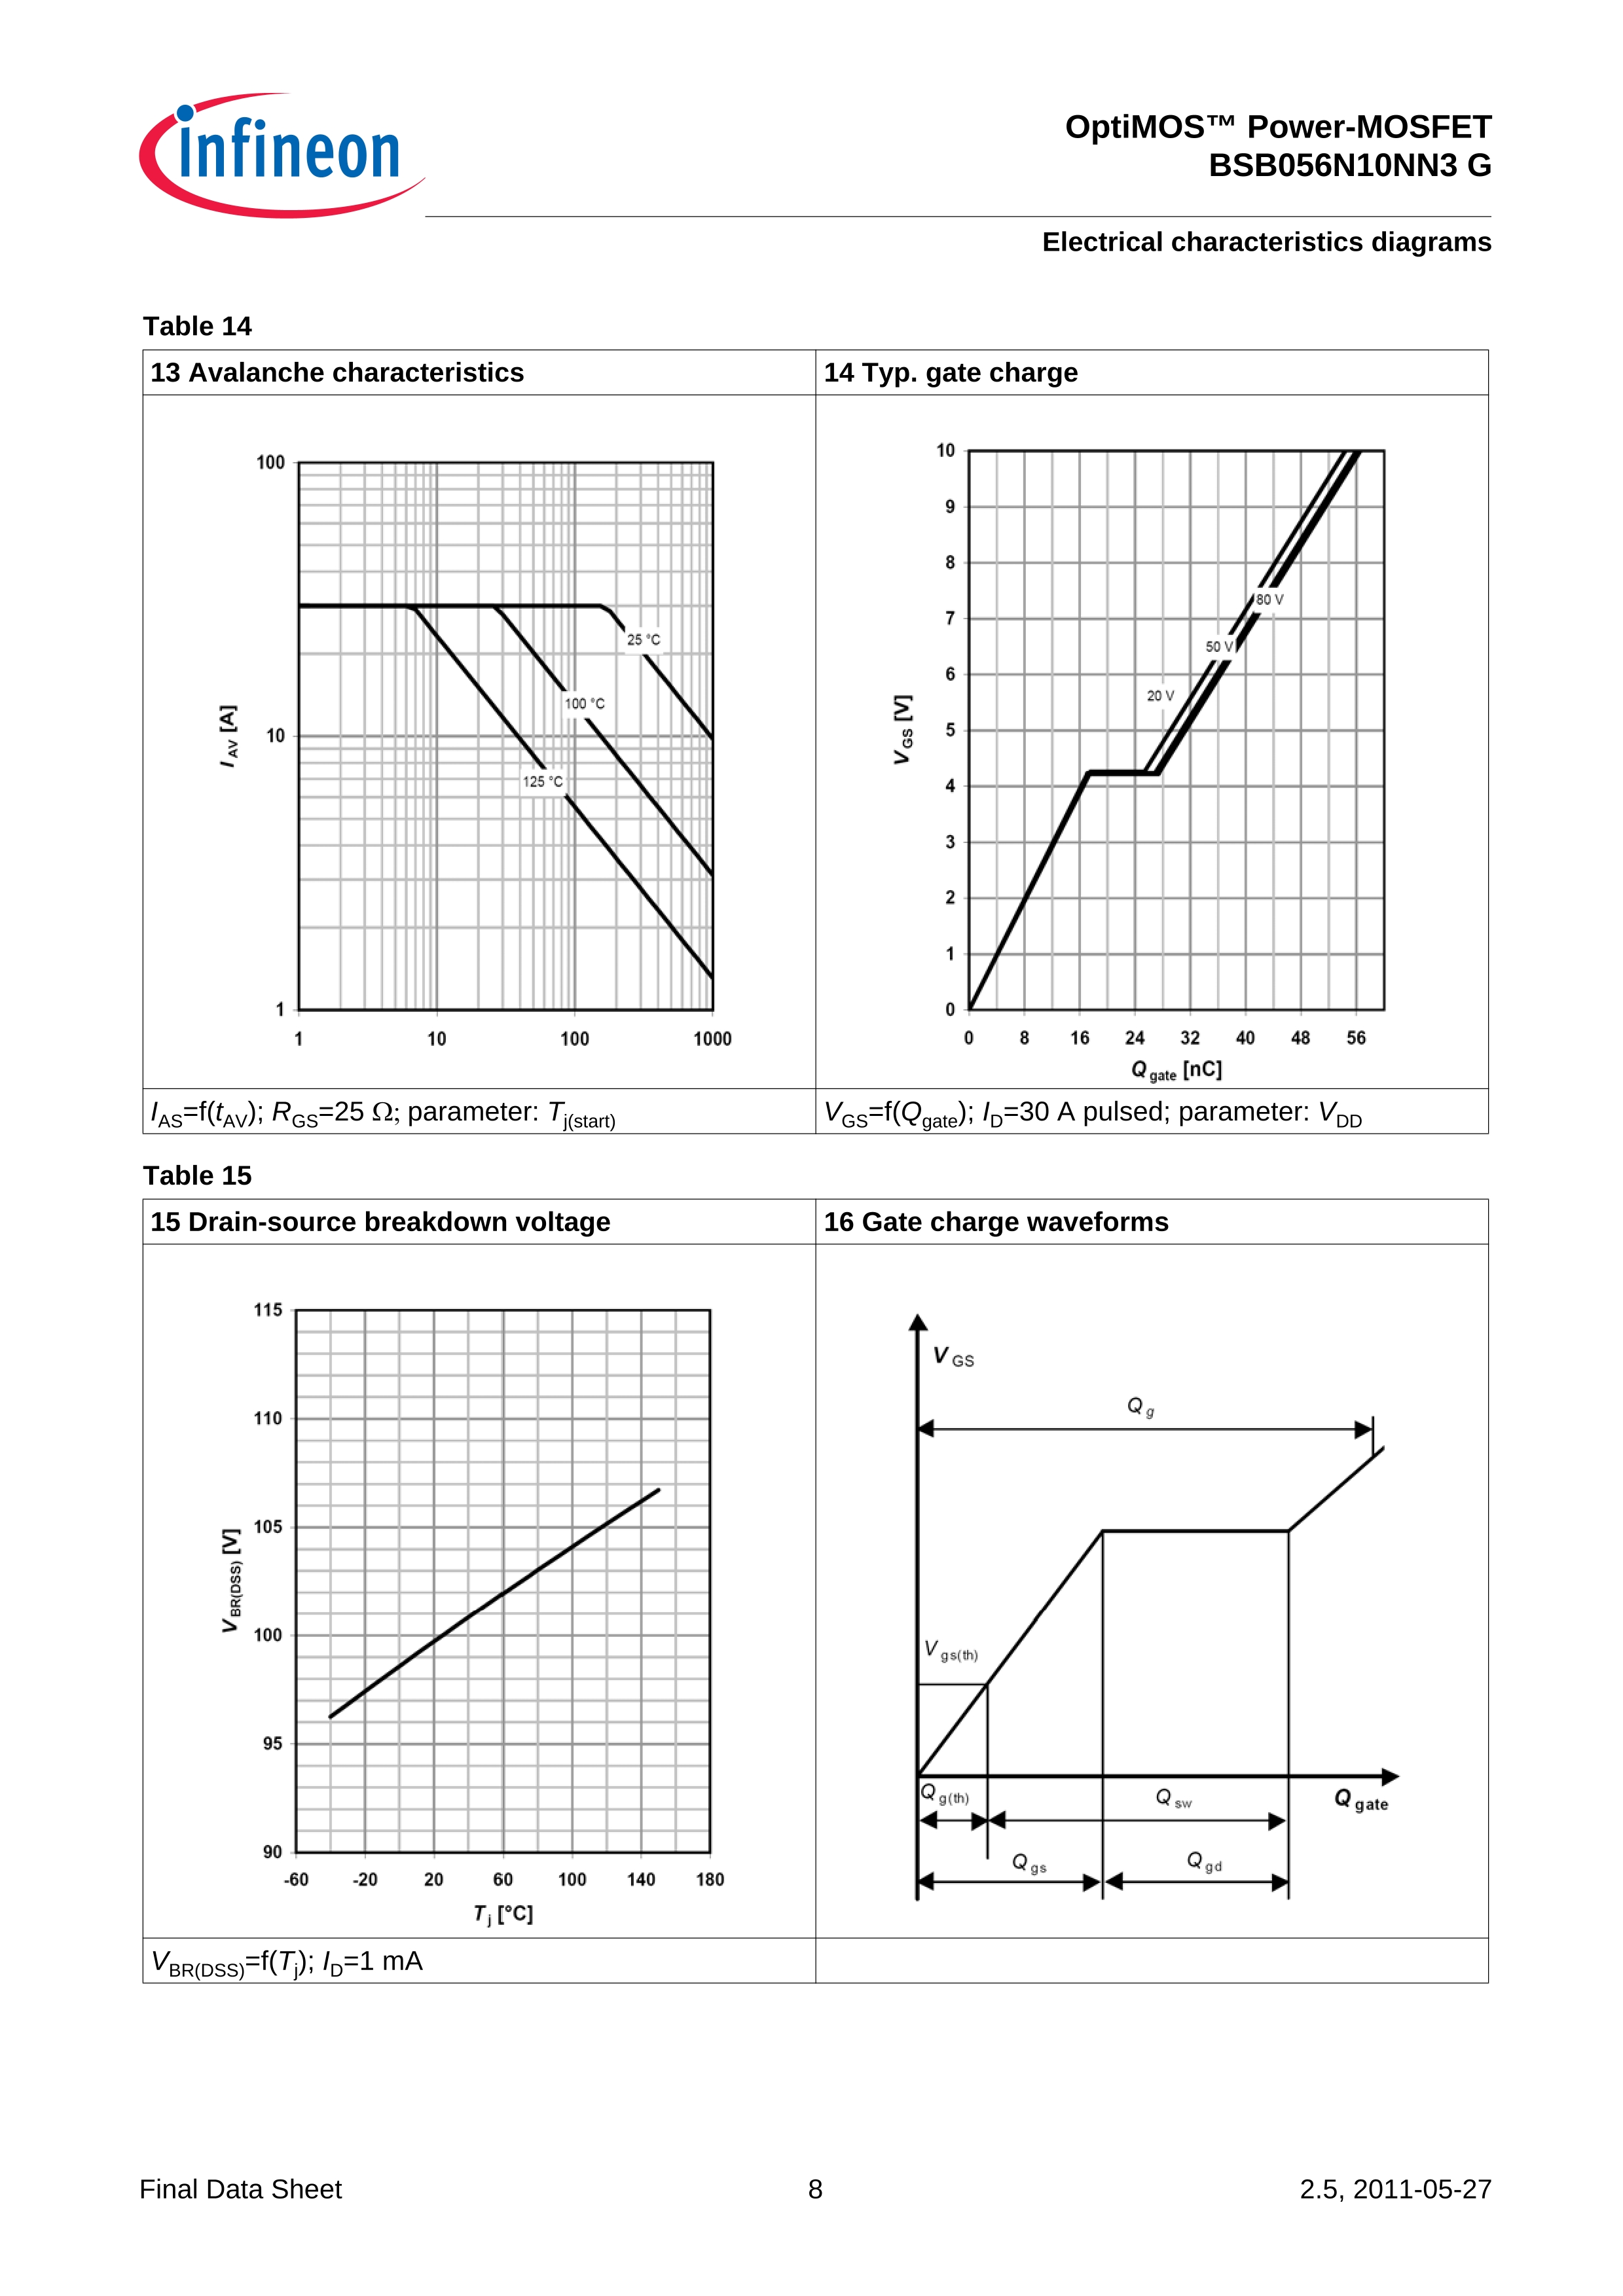 infineon
OptiMOS™ Power-MOSFET
BSB056N10NN3 G
Electrical characteristics diagrams
Table 14
13 Avalanche characteristics
14 Typ. gate charge
100
10
1
1 10 100 1000
I AV [A]
25 °C
100 °C
125 °C
10
9
8
7
6
5
4
3
2
1
0
0 8 16 24 32 40 48 56
V GS [V]
Q gate [nC]
80 V
50 V
20 V
IAS=f(tAV); RGS=25 Ω; parameter: Tj(start)
VGS=f(Qgate); ID=30 A pulsed; parameter: VDD
Table 15
15 Drain-source breakdown voltage
16 Gate charge waveforms
115
110
105
100
95
90
-60 -20 20 60 100 140 180
V BR(DSS) [V]
T j [°C]
V GS
Q g
V gs(th)
Q g(th)
Q sw
Q gate
Q gs
Q gd
VBR(DSS)=f(Tj); ID=1 mA
Final Data Sheet 8 2.5, 2011-05-27